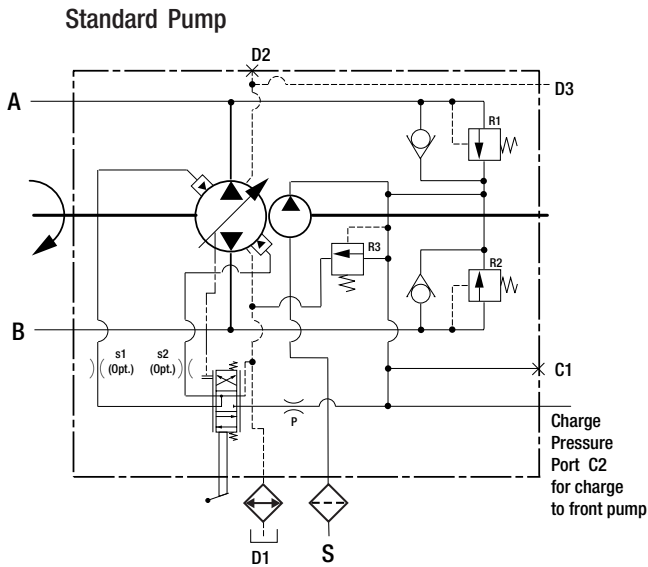 Standard Pump
D2
D3
A
R1
R3
R2
B
s1
(Opt.)
s2
(Opt.)
C1
P
Charge
Pressure
Port C2
for charge
to front pump
D1
S